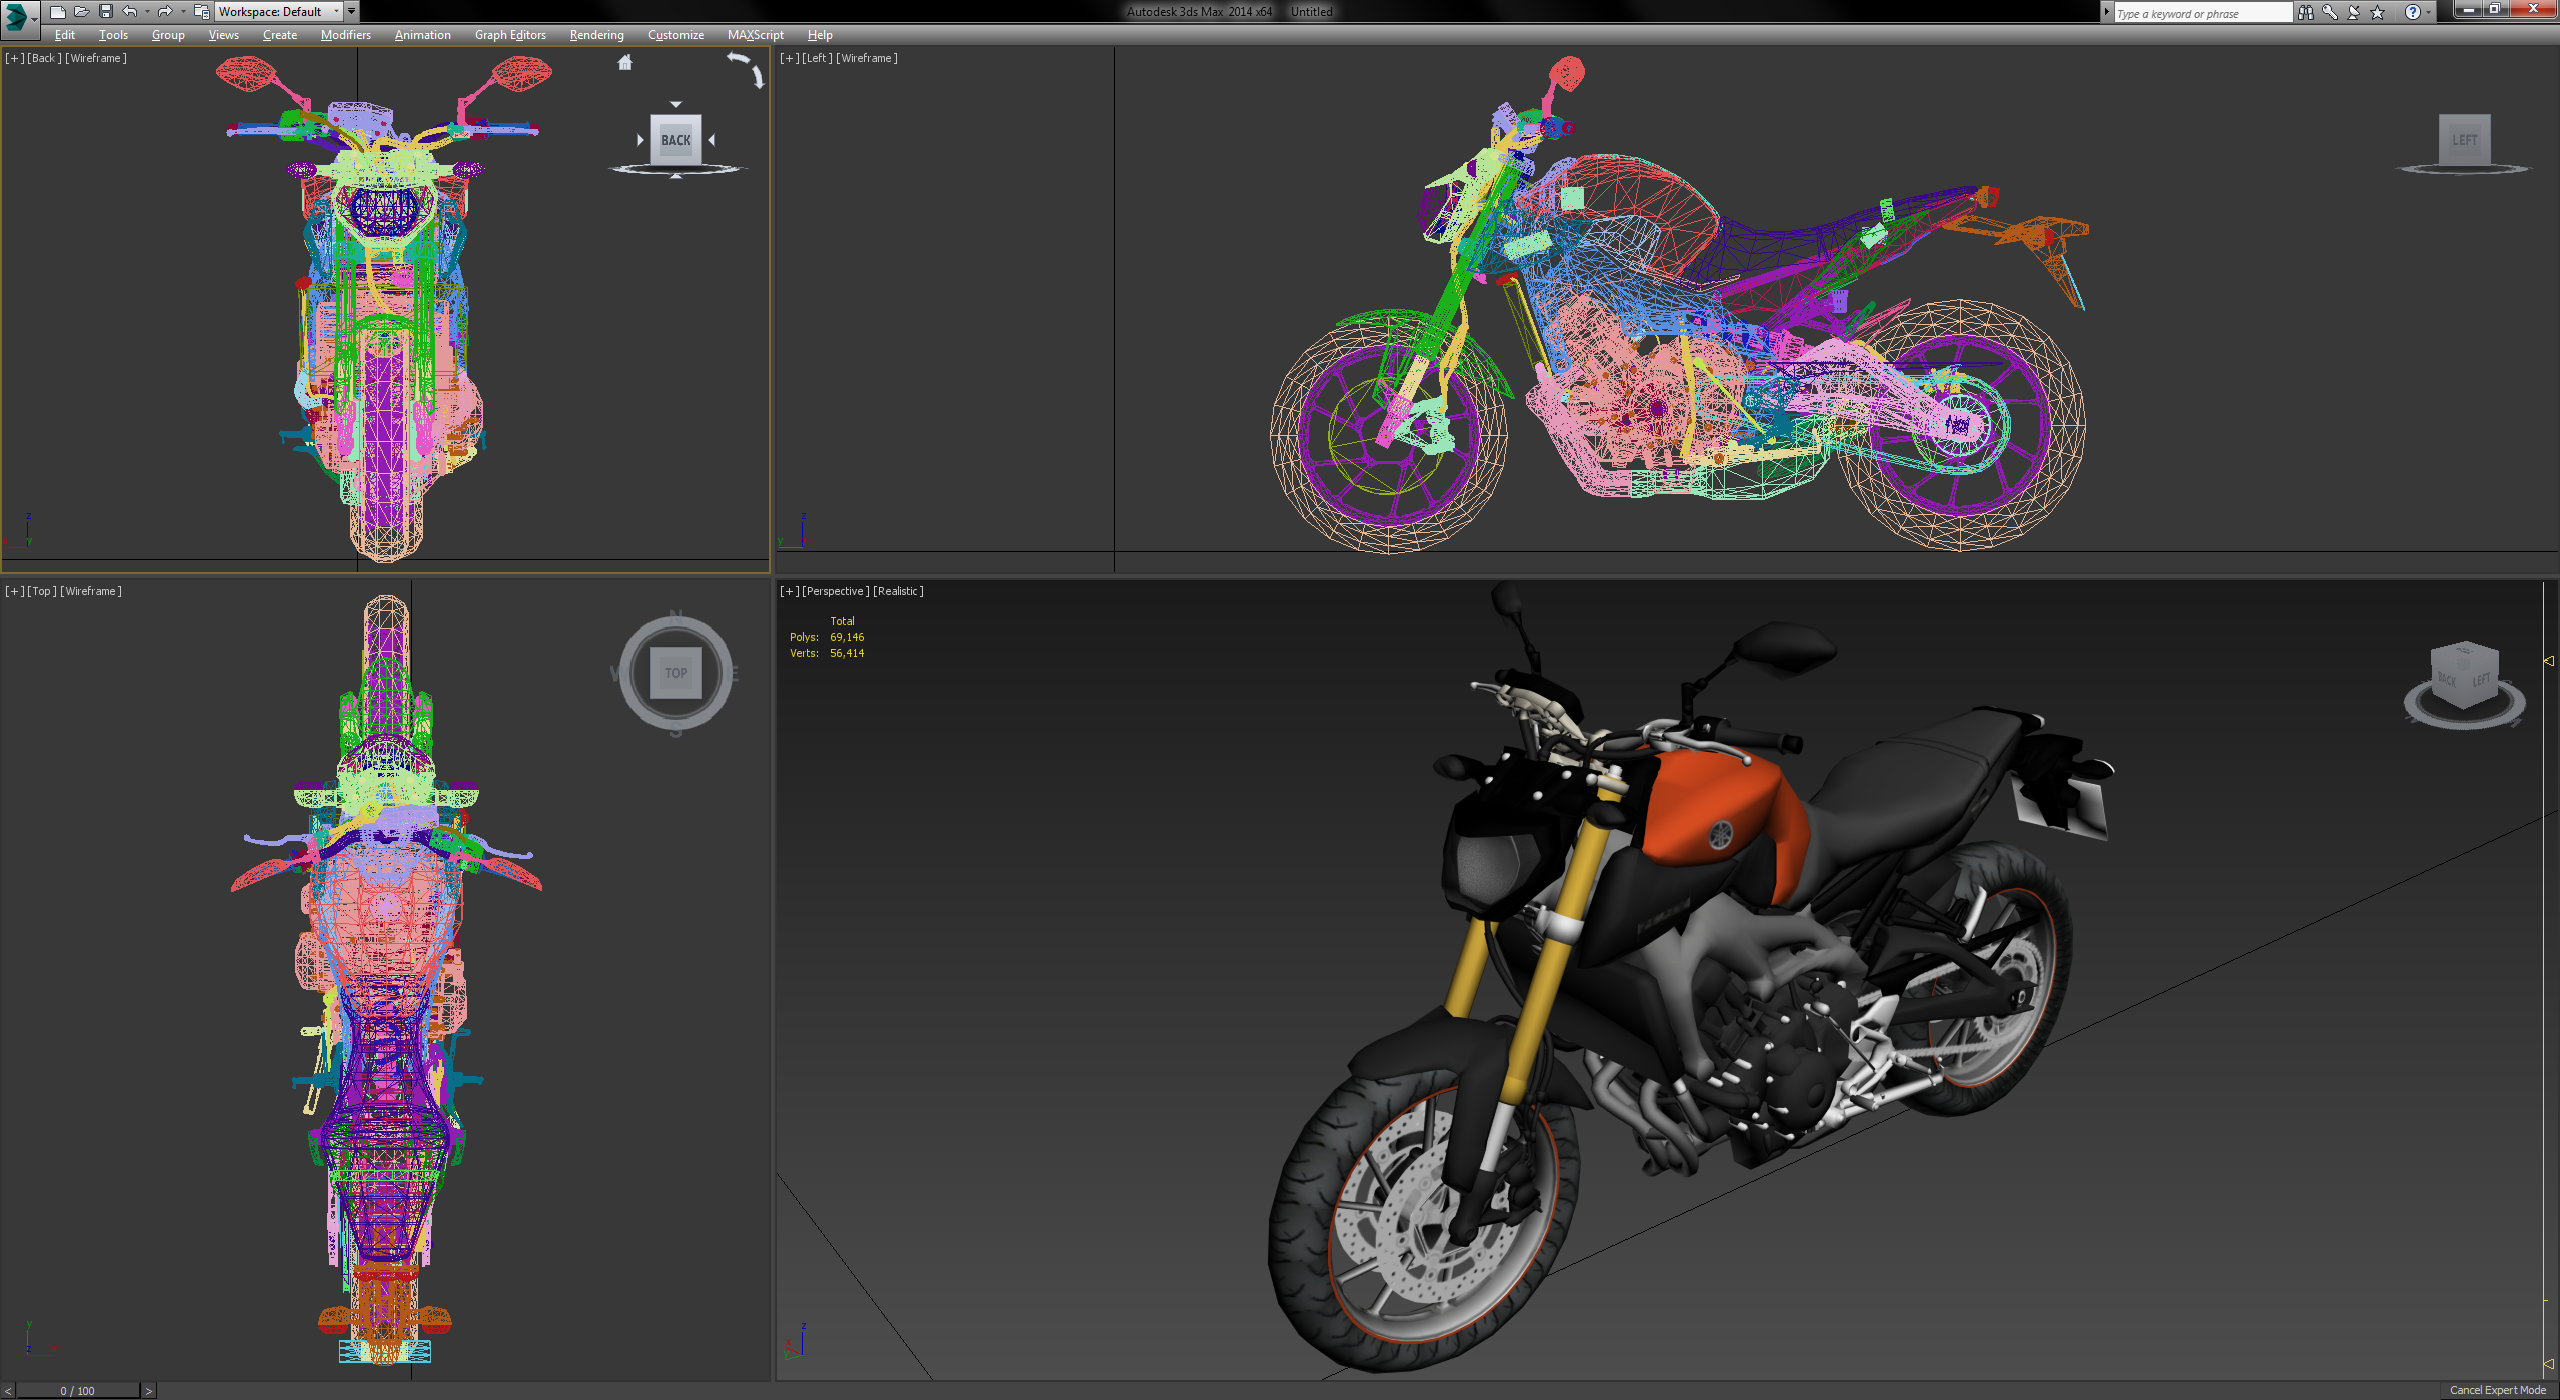 Workspace: Default
Autodesk 3ds Max 2014 x64 Untitled
Type a keyword or phrase
Edit Tools Group Views Create Modifiers Animation Graph Editors Rendering Customize MAXScript Help
[+] [Back ] [Wireframe ]
BACK
z
x y
[+] [Left ] [Wireframe ]
LEFT
z
y
[+] [Top ] [Wireframe ]
N
W TOP E
S
y
z x
[+] [Perspective ] [Realistic ]
Total
Polys: 69,146
Verts: 56,414
BACK LEFT
z
< 0 / 100 >
Cancel Expert Mode